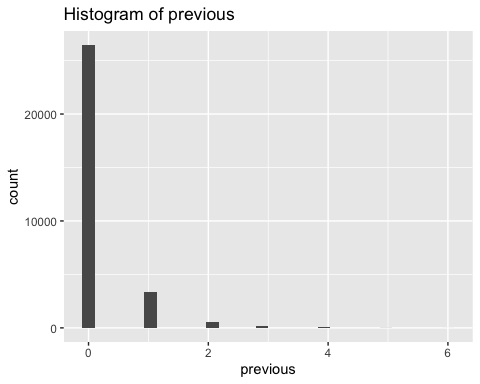 Histogram of previous
20000
10000
0
count
0 2 4 6
previous